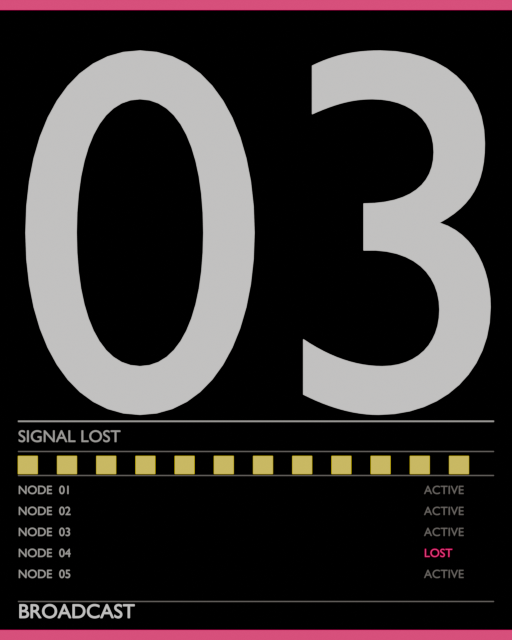 03
SIGNAL LOST
NODE 01 ACTIVE
NODE 02 ACTIVE
NODE 03 ACTIVE
NODE 04 LOST
NODE 05 ACTIVE
BROADCAST